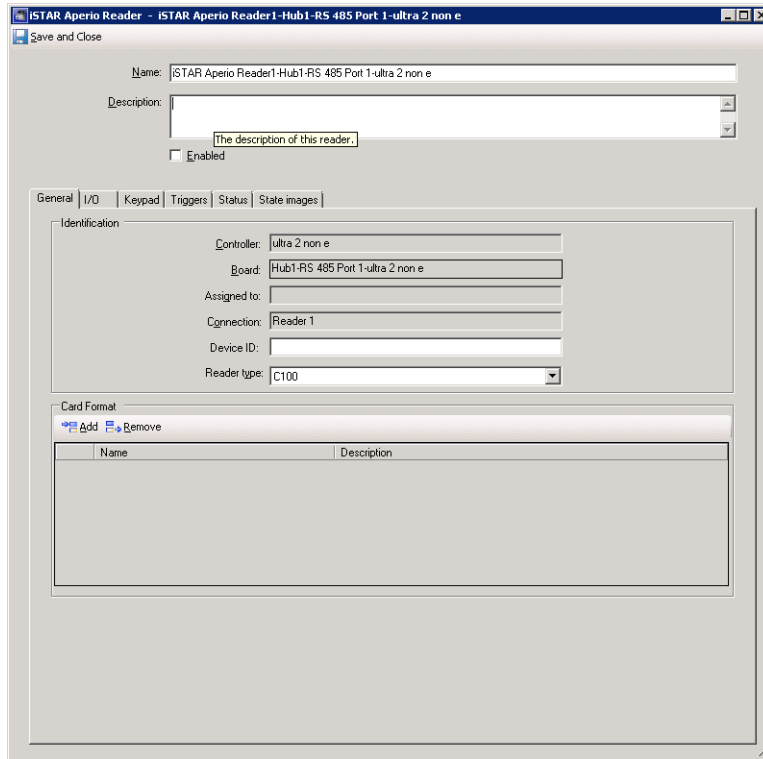 iSTAR Aperio Reader - iSTAR Aperio Reader1-Hub1-RS 485 Port 1-ultra 2 non e
Save and Close
Name: iSTAR Aperio Reader1-Hub1-RS 485 Port 1-ultra 2 non e
Description:
The description of this reader.
Enabled
General I/O Keypad Triggers Status State images
Identification
Controller: ultra 2 non e
Board: Hub1-RS 485 Port 1-ultra 2 non e
Assigned to:
Connection: Reader 1
Device ID:
Reader type: C100
Card Format
Add Remove
Name Description